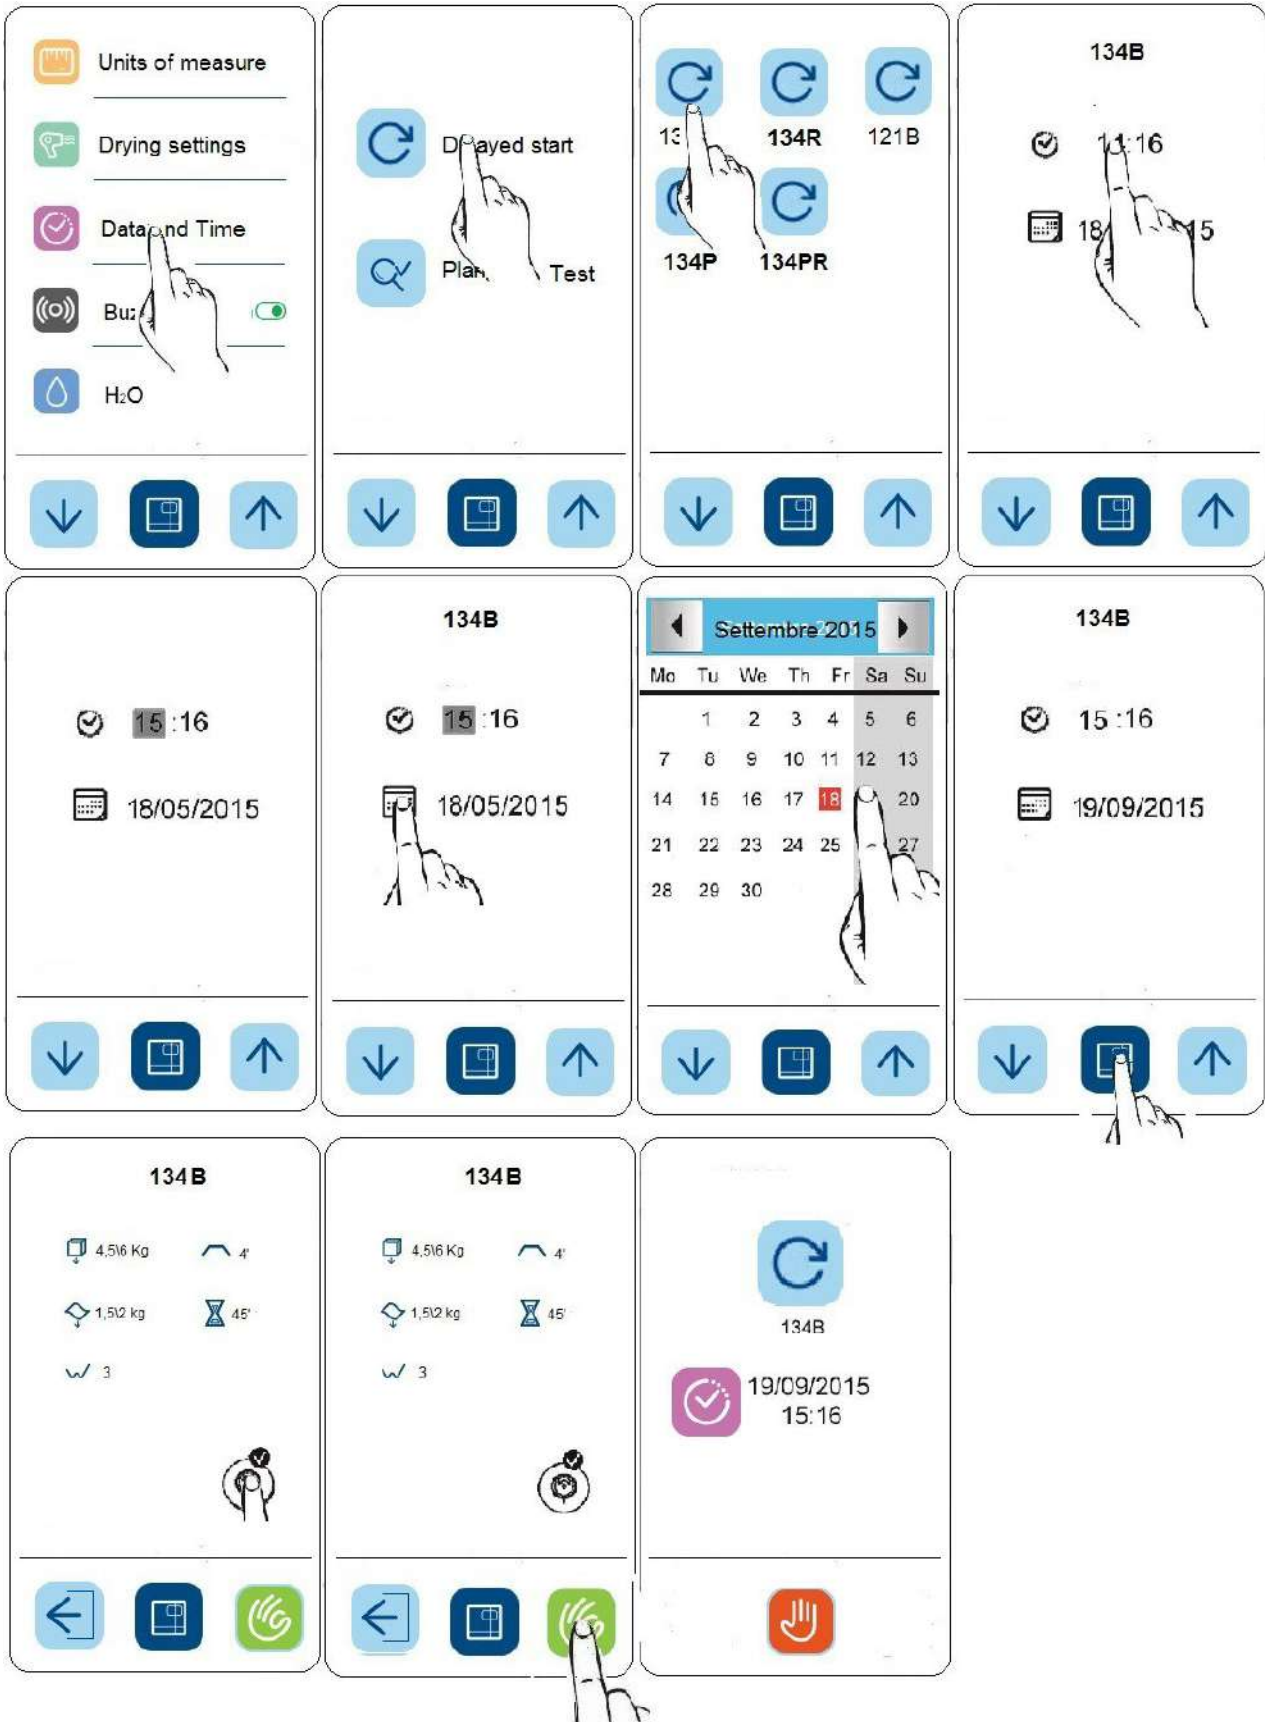 Units of measure
Drying settings
Data and Time
H₂O
Delayed start
Test
134R
121B
134P
134PR
134B
11:16
18
15
15:16
18/05/2015
134B
15:16
18/05/2015
Settembre 2015
Mo Tu We Th Fr Sa Su
1 2 3 4 5 6
7 8 9 10 11 12 13
14 15 16 17 18 20
21 22 23 24 25 27
28 29 30
134B
15:16
19/09/2015
134B
4,5\6 Kg 4'
1,5\2 kg 45'
3
134B
4,5\6 Kg 4'
1,5\2 kg 45'
3
134B
19/09/2015
15:16